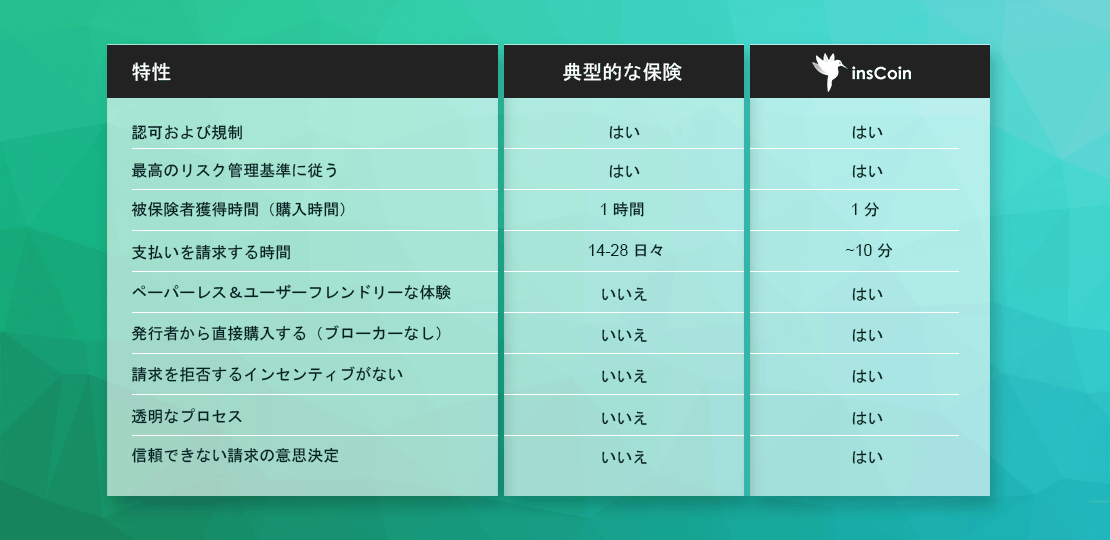 特性 典型的な保険 insCoin
認可および規制 はい はい
最高のリスク管理基準に従う はい はい
被保険者獲得時間（購入時間） 1 時間 1 分
支払いを請求する時間 14-28 日々 ~10 分
ペーパーレス＆ユーザーフレンドリーな体験 いいえ はい
発行者から直接購入する（ブローカーなし） いいえ はい
請求を拒否するインセンティブがない いいえ はい
透明なプロセス いいえ はい
信頼できない請求の意思決定 いいえ はい